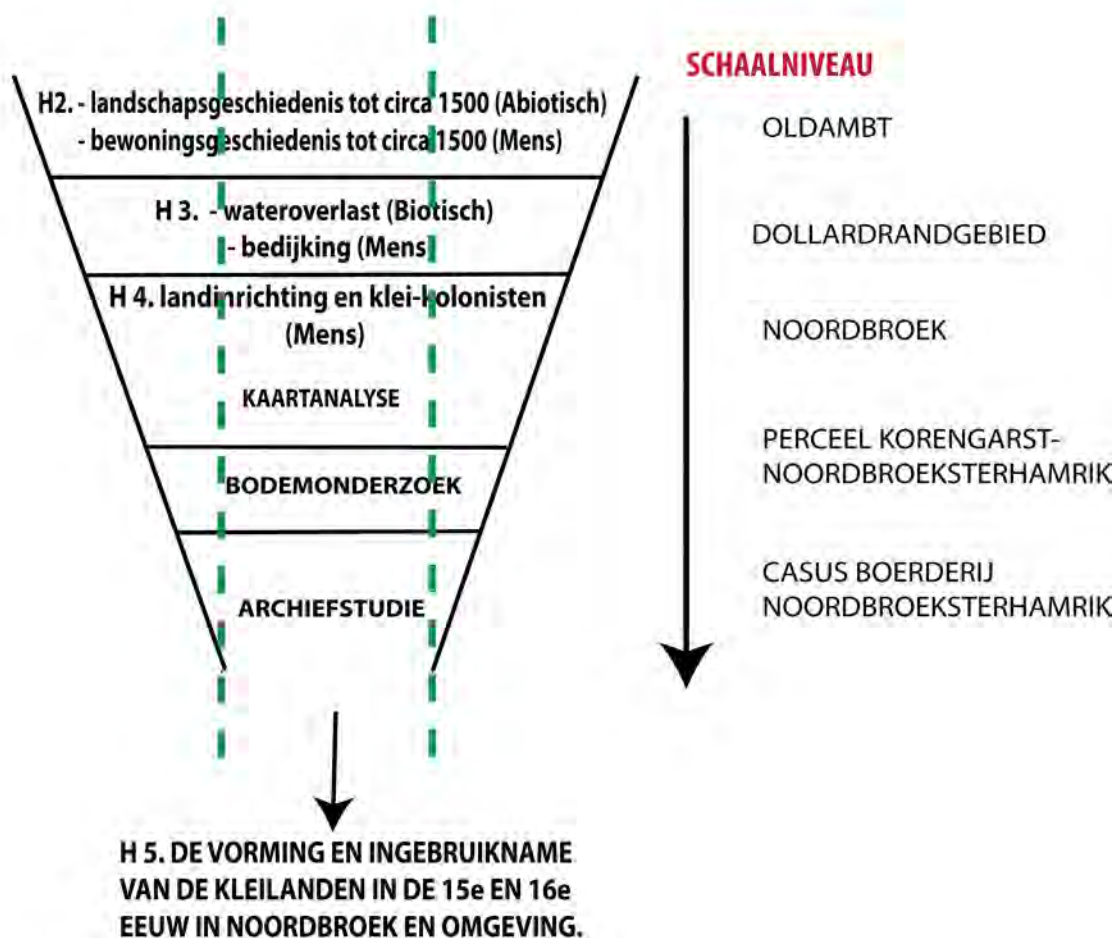 H2. - landschapsgeschiedenis tot circa 1500 (Abiotisch)
- bewoningsgeschiedenis tot circa 1500 (Mens)
H 3. - wateroverlast (Biotisch)
- bedijking (Mens)
H 4. landinrichting en klei-kolonisten
(Mens)
KAARTANALYSE
BODEMONDERZOEK
ARCHIEFSTUDIE
H 5. DE VORMING EN INGEBRUIKNAME
VAN DE KLEILANDEN IN DE 15e EN 16e
EEUW IN NOORDBROEK EN OMGEVING.
SCHAALNIVEAU
OLDAMBT
DOLLARDRANDGEBIED
NOORDBROEK
PERCEEL KORENGARST-
NOORDBROEKSTERHAMRIK
CASUS BOERDERIJ
NOORDBROEKSTERHAMRIK